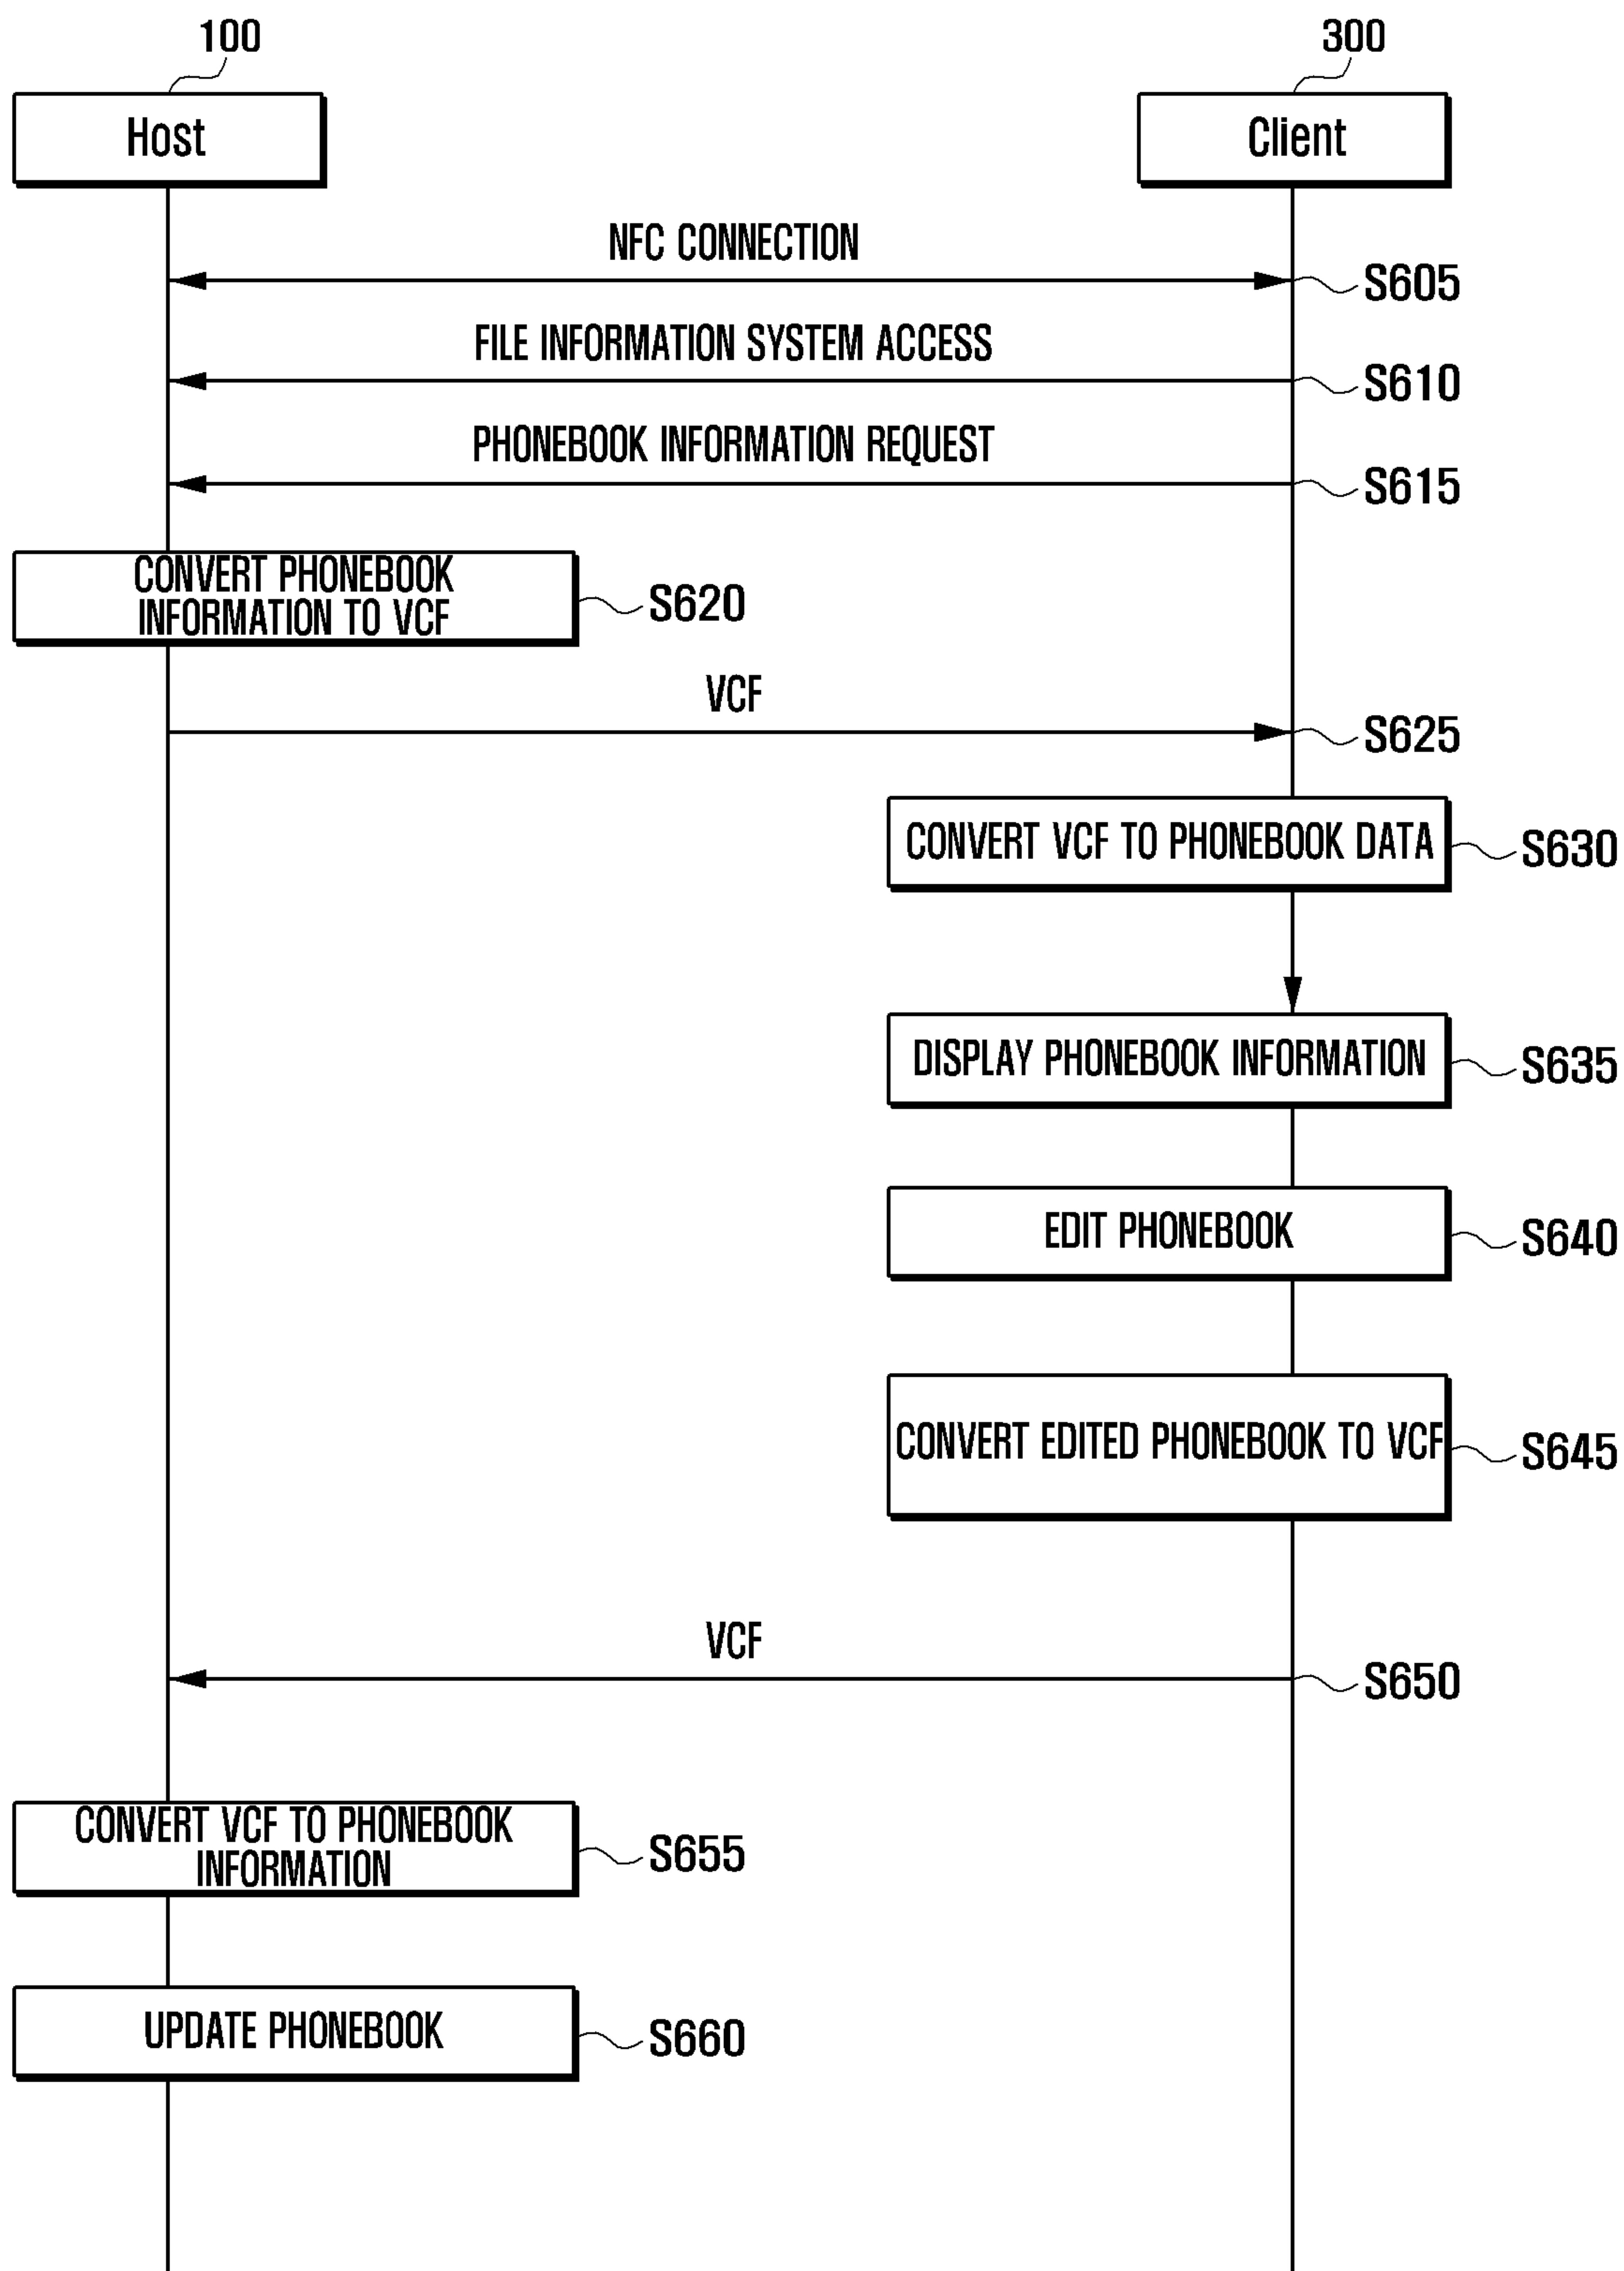 100
300
Host
Client
NFC CONNECTION
S605
FILE INFORMATION SYSTEM ACCESS
S610
PHONEBOOK INFORMATION REQUEST
S615
CONVERT PHONEBOOK
INFORMATION TO VCF
S620
VCF
S625
CONVERT VCF TO PHONEBOOK DATA
S630
DISPLAY PHONEBOOK INFORMATION
S635
EDIT PHONEBOOK
S640
CONVERT EDITED PHONEBOOK TO VCF
S645
VCF
S650
CONVERT VCF TO PHONEBOOK
INFORMATION
S655
UPDATE PHONEBOOK
S660